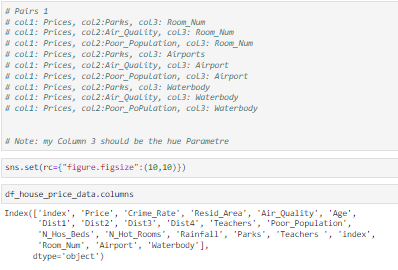 # Pairs 1
# col1: Prices, col2:Parks, col3: Room_Num
# col1: Prices, col2:Air_Quality, col3: Room_Num
# col1: Prices, col2:Poor_Population, col3: Room_Num
# col1: Prices, col2:Parks, col3: Airports
# col1: Prices, col2:Air_Quality, col3: Airport
# col1: Prices, col2:Poor_Population, col3: Airport
# col1: Prices, col2:Parks, col3: Waterbody
# col1: Prices, col2:Air_Quality, col3: Waterbody
# col1: Prices, col2:Poor_PoPulation, col3: Waterbody
# Note: my Column 3 should be the hue Parametre
sns.set(rc={"figure.figsize":(10,10)})
df_house_price_data.columns
Index(['index', 'Price', 'Crime_Rate', 'Resid_Area', 'Air_Quality', 'Age',
'Dist1', 'Dist2', 'Dist3', 'Dist4', 'Teachers', 'Poor_Population',
'N_Hos_Beds', 'N_Hot_Rooms', 'Rainfall', 'Parks', 'Teachers ', 'index',
'Room_Num', 'Airport', 'Waterbody'],
dtype='object')